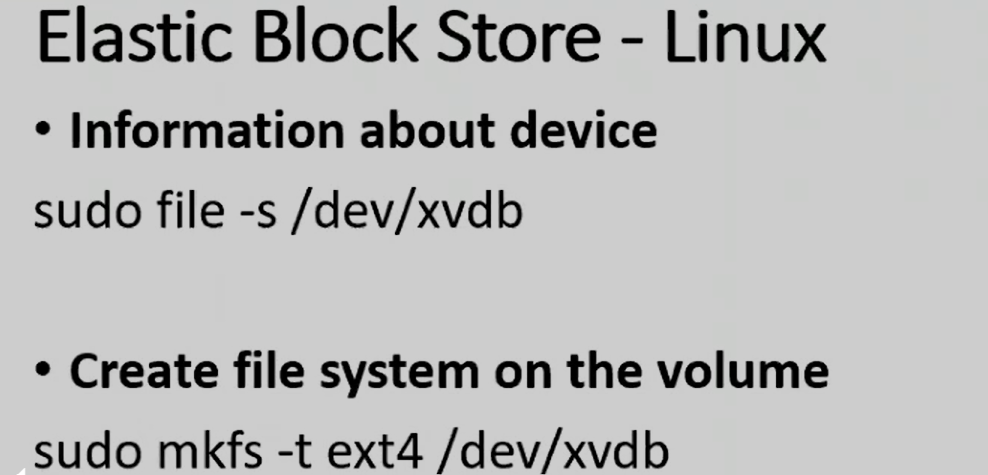 Elastic Block Store - Linux
• Information about device
sudo file -s /dev/xvdb
• Create file system on the volume
sudo mkfs -t ext4 /dev/xvdb